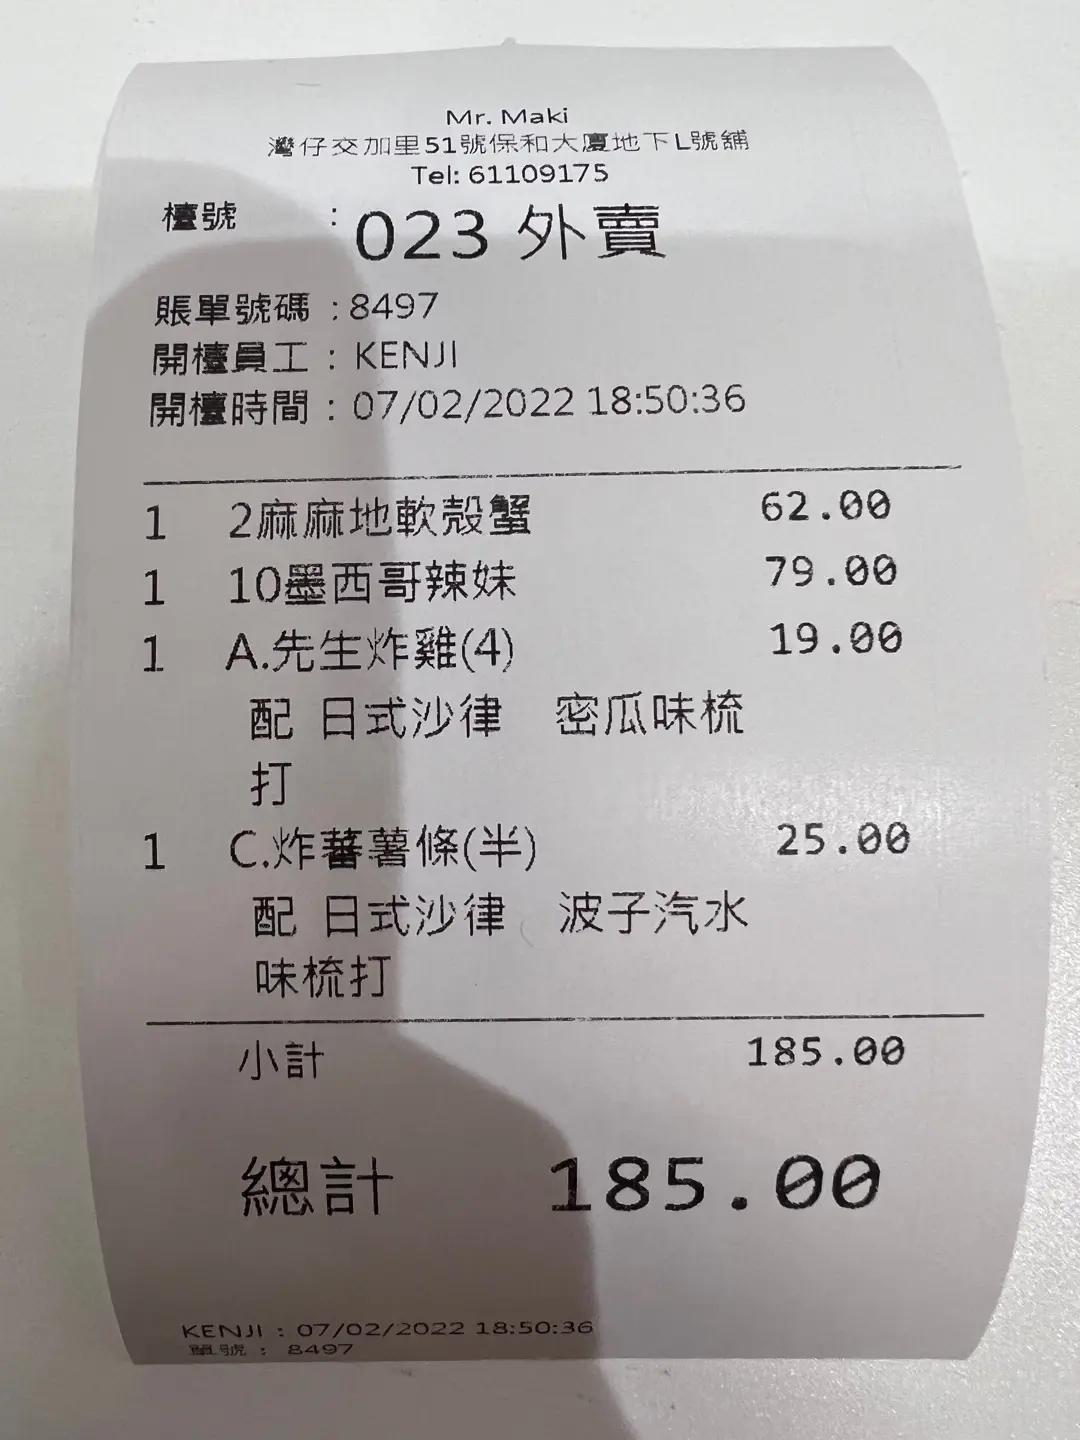 Mr. Maki
灣仔交加里51號保和大廈地下L號舖
Tel: 61109175
檯號 : 023 外賣
賬單號碼 : 8497
開檯員工 : KENJI
開檯時間 : 07/02/2022 18:50:36
1 2麻麻地軟殼蟹 62.00
1 10墨西哥辣妹 79.00
1 A.先生炸雞(4) 19.00
配 日式沙律 密瓜味梳
打
1 C.炸蕃薯條(半) 25.00
配 日式沙律 波子汽水
味梳打
小計 185.00
總計 185.00
KENJI : 07/02/2022 18:50:36
單號 : 8497